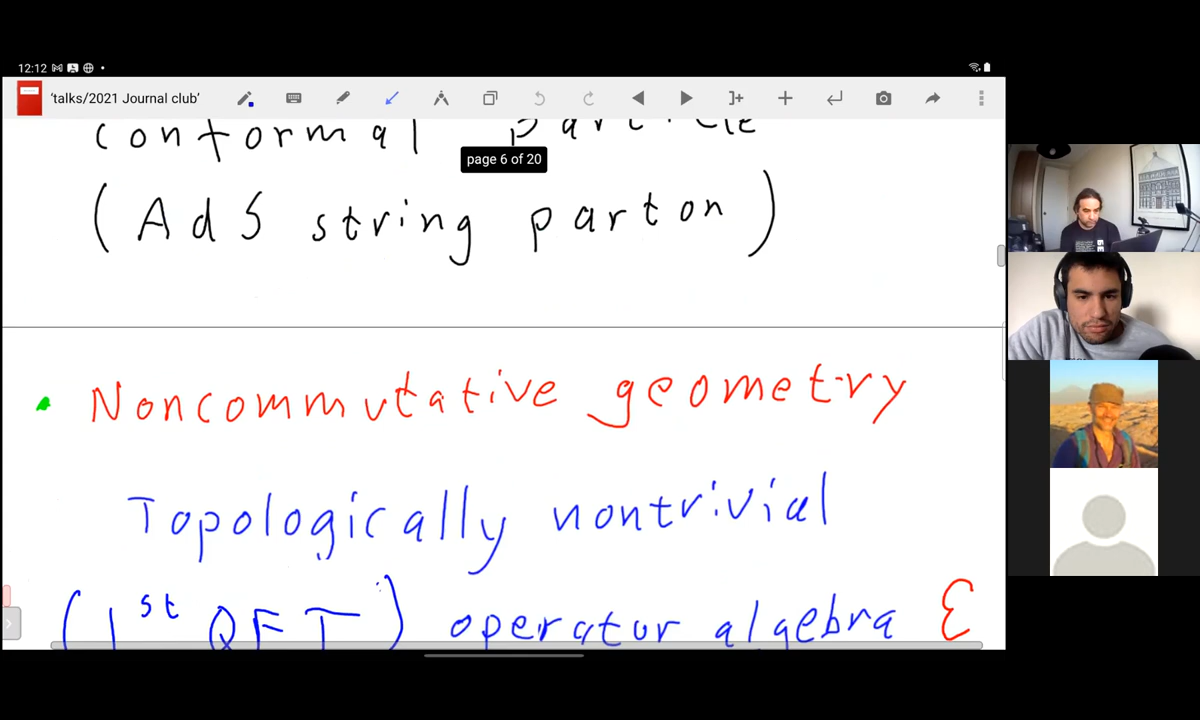 12:12
'talks/2021 Journal club'
conformal particle
page 6 of 20
(AdS string parton)
• Noncommutative geometry
Topologically nontrivial
(1st QFT) operator algebra ℰ